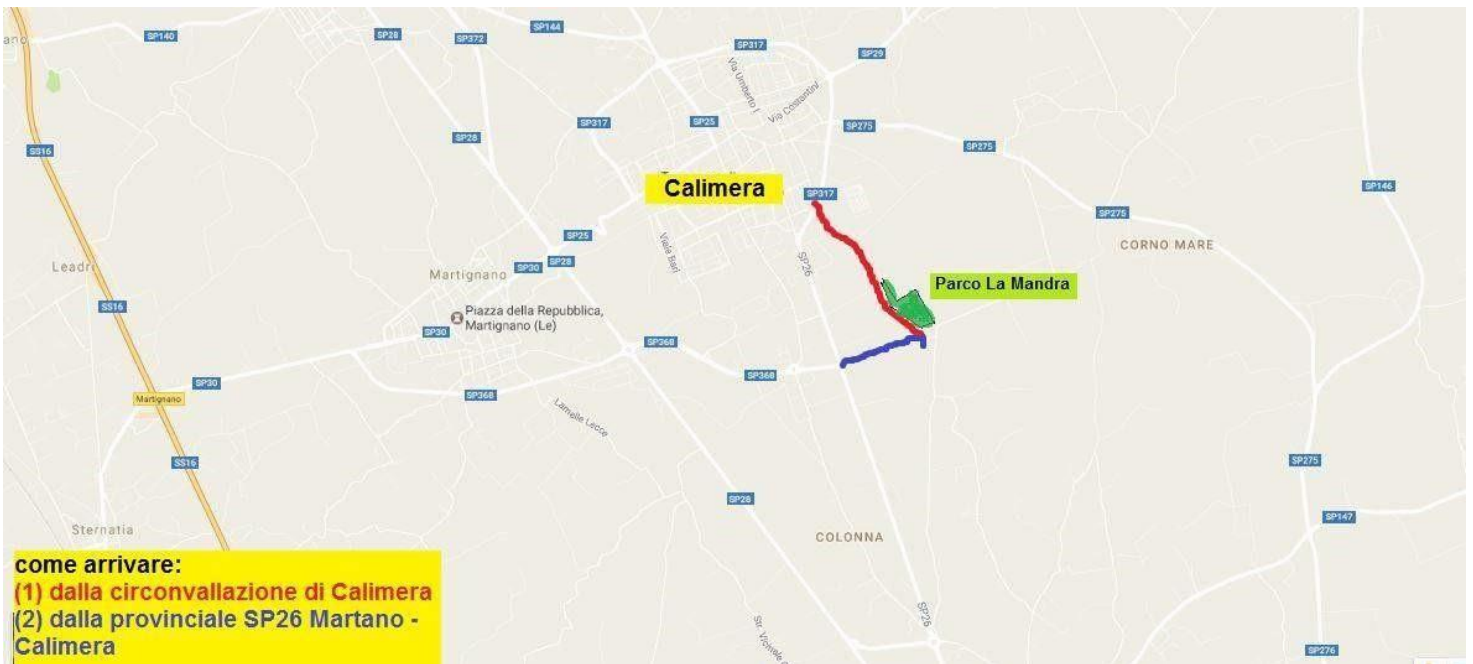 ano
SP140
SP28
SP372
SP144
SP317
SP29
Via Umberto I
Via Costantini
SP317
SP25
SP275
SP28
SS16
SP275
Calimera
SP317
SP146
SP275
CORNO MARE
SP25
Viale Bari
SP26
Leadri
Martignano
SP30
SP28
Parco La Mandra
SS16
Piazza della Repubblica,
Martignano (Le)
SP30
SP368
SP368
SP30
SP368
Martignano
Lamelle Lecce
SS16
SP275
SP28
SP147
Sternatia
COLONNA
come arrivare:
(1) dalla circonvallazione di Calimera
(2) dalla provinciale SP26 Martano -
Calimera
SP26
Str. Vicinale
SP276